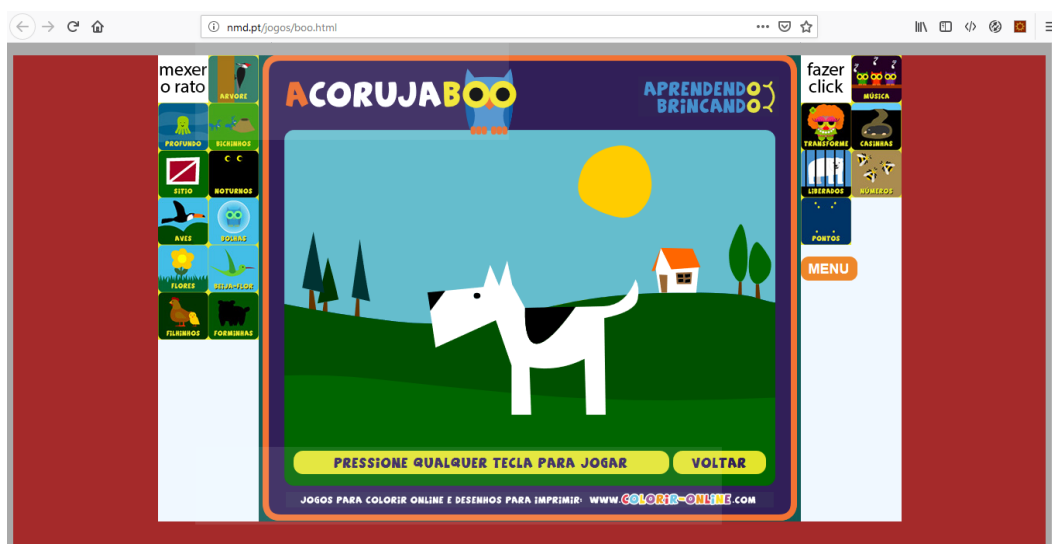 nmd.pt/jogos/boo.html
mexer
o rato
ARVORE
PROFUNDO
BICHINHOS
SITIO
NOTURNOS
AVES
BOLHAS
FLORES
BEIJA-FLOR
FILHINHOS
FORMINHAS
ACORUJABOO
APRENDENDO
BRINCANDO
PRESSIONE QUALQUER TECLA PARA JOGAR
VOLTAR
JOGOS PARA COLORIR ONLINE E DESENHOS PARA IMPRIMIR: WWW.COLORIR-ONLINE.COM
fazer
click
MÚSICA
TRANSFORME
CASINHAS
LIBERADOS
NÚMEROS
PONTOS
MENU